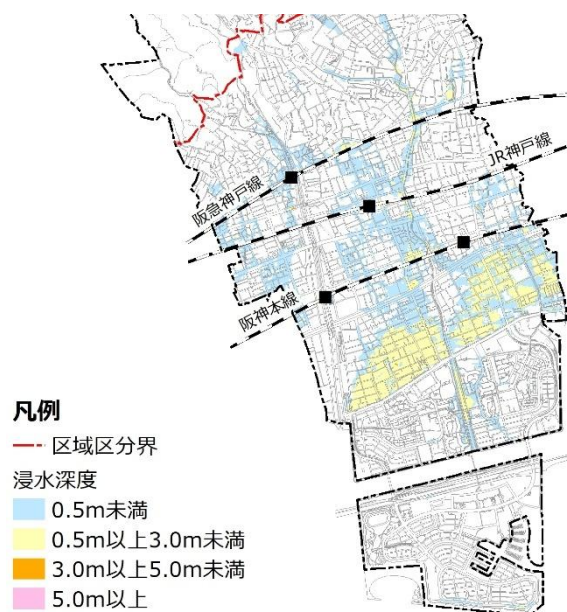 JR神戸線
阪急神戸線
阪神本線
凡例
区域区分界
浸水深度
0.5m未満
0.5m以上3.0m未満
3.0m以上5.0m未満
5.0m以上